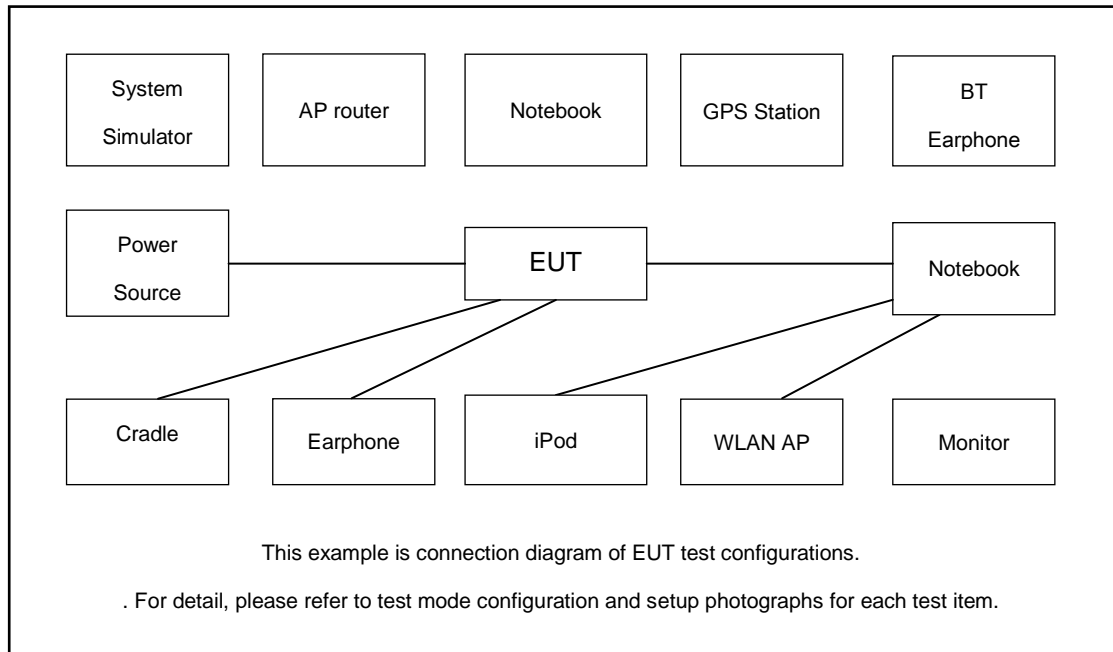 System
Simulator
AP router
Notebook
GPS Station
BT
Earphone
Power
Source
EUT
Notebook
Cradle
Earphone
iPod
WLAN AP
Monitor
This example is connection diagram of EUT test configurations.
. For detail, please refer to test mode configuration and setup photographs for each test item.